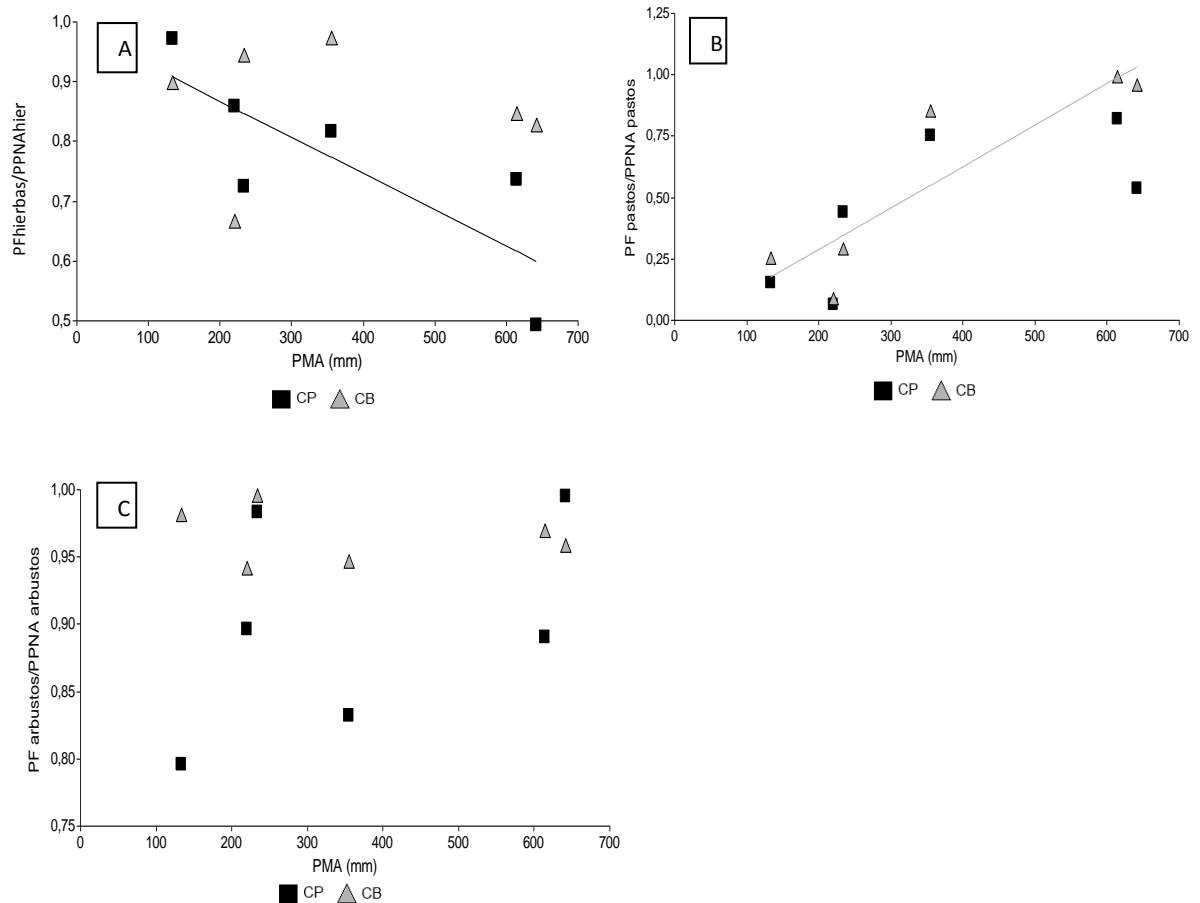 A
PFhierbas/PPNAhier
1,0
0,9
0,8
0,7
0,6
0,5
0 100 200 300 400 500 600 700
PMA (mm)
CP CB
B
PF pastos/PPNA pastos
1,25
1,00
0,75
0,50
0,25
0,00
0 100 200 300 400 500 600 700
PMA (mm)
CP CB
C
PF arbustos/PPNA arbustos
1,00
0,95
0,90
0,85
0,80
0,75
0 100 200 300 400 500 600 700
PMA (mm)
CP CB